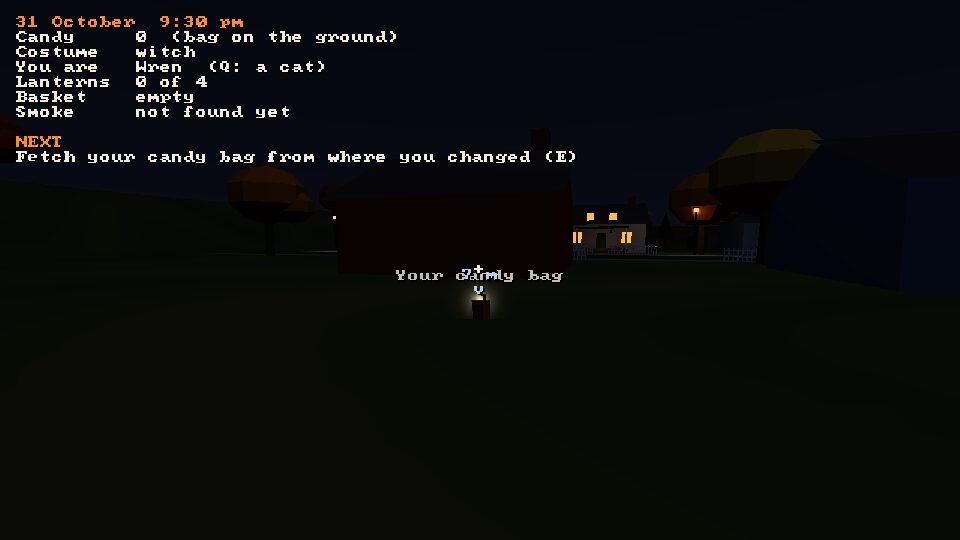 31 October 9:30 pm
Candy 0 (bag on the ground)
Costume witch
You are Wren (Q: a cat)
Lanterns 0 of 4
Basket empty
Smoke not found yet
NEXT
Fetch your candy bag from where you changed (E)
Your candy bag
7 m
v